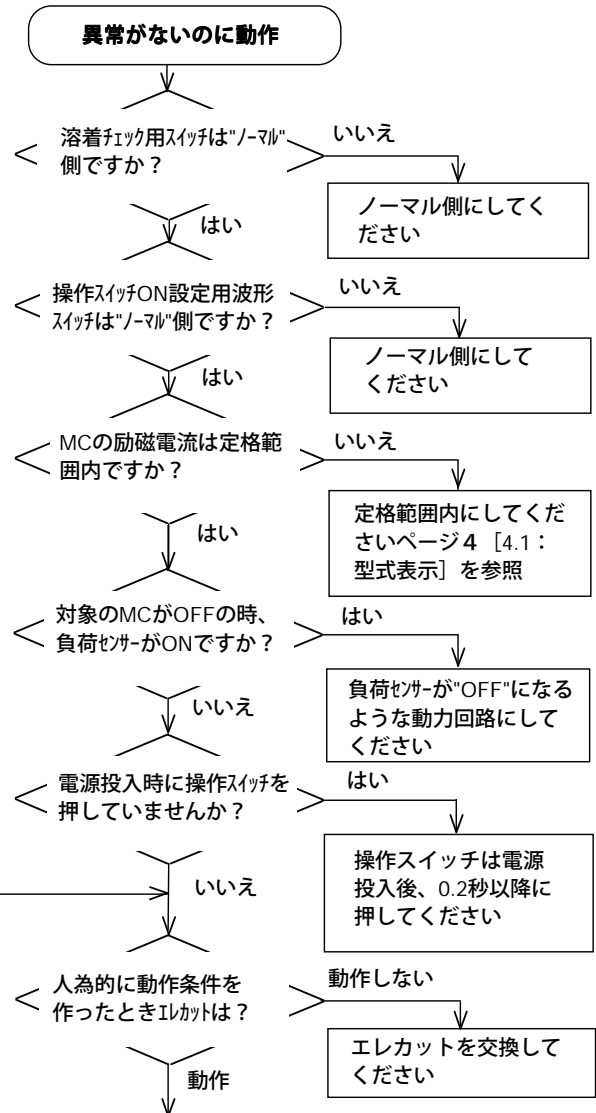 異常がないのに動作
溶着ﾁｪｯｸ用ｽｲｯﾁは"ﾉｰﾏﾙ"
側ですか？
いいえ
ノーマル側にしてく
ださい
はい
操作ｽｲｯﾁON設定用波形
ｽｲｯﾁは"ﾉｰﾏﾙ"側ですか？
いいえ
ノーマル側にして
ください
はい
MCの励磁電流は定格範
囲内ですか？
いいえ
定格範囲内にしてくだ
さいページ４［4.1：
型式表示］を参照
はい
対象のMCがOFFの時、
負荷ｾﾝｻｰがONですか？
はい
負荷ｾﾝｻｰが"OFF"になる
ような動力回路にして
ください
いいえ
電源投入時に操作ｽｲｯﾁを
押していませんか？
はい
操作スイッチは電源
投入後、0.2秒以降に
押してください
いいえ
人為的に動作条件を
作ったときｴﾚｶｯﾄは？
動作しない
エレカットを交換して
ください
動作